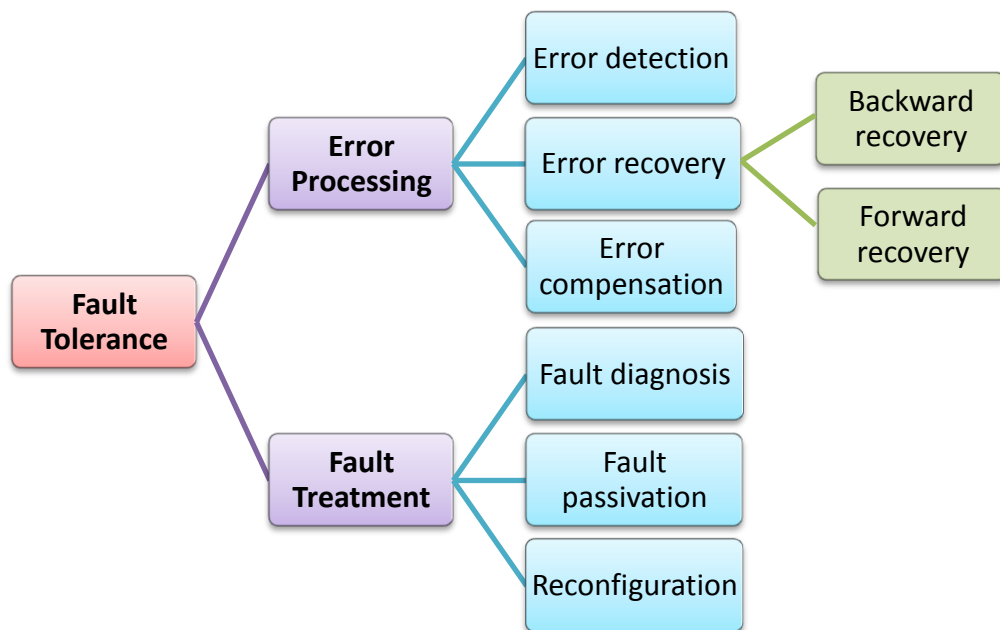 Fault
Tolerance
Error
Processing
Error detection
Error recovery
Backward
recovery
Forward
recovery
Error
compensation
Fault
Treatment
Fault diagnosis
Fault
passivation
Reconfiguration